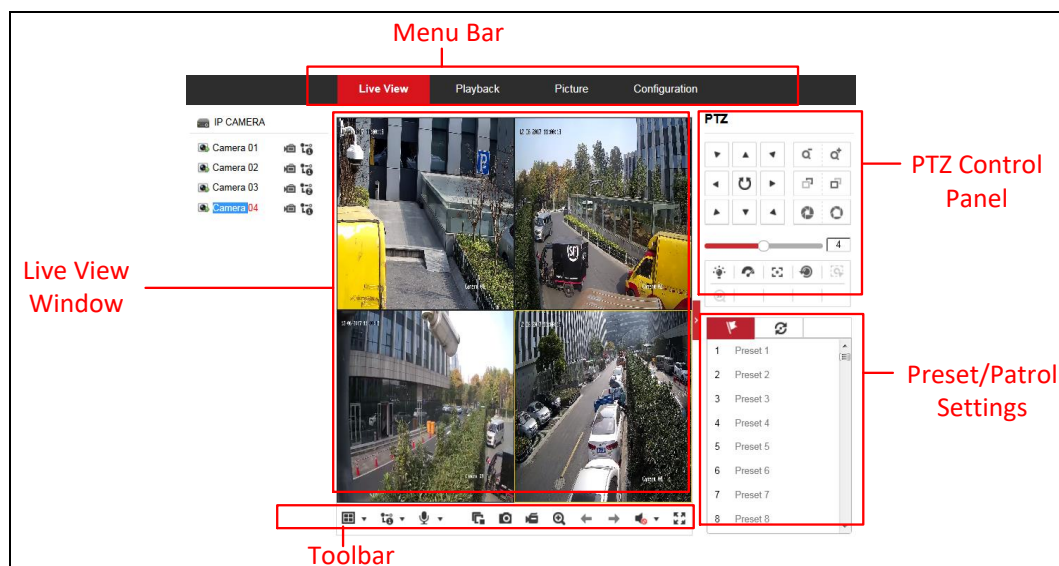 Menu Bar
Live View Playback Picture Configuration
IP CAMERA
Camera 01
Camera 02
Camera 03
Camera 04
PTZ
4
PTZ Control
Panel
Live View
Window
P
SF
Preset/Patrol
Settings
1 Preset 1
2 Preset 2
3 Preset 3
4 Preset 4
5 Preset 5
6 Preset 6
7 Preset 7
8 Preset 8
Toolbar